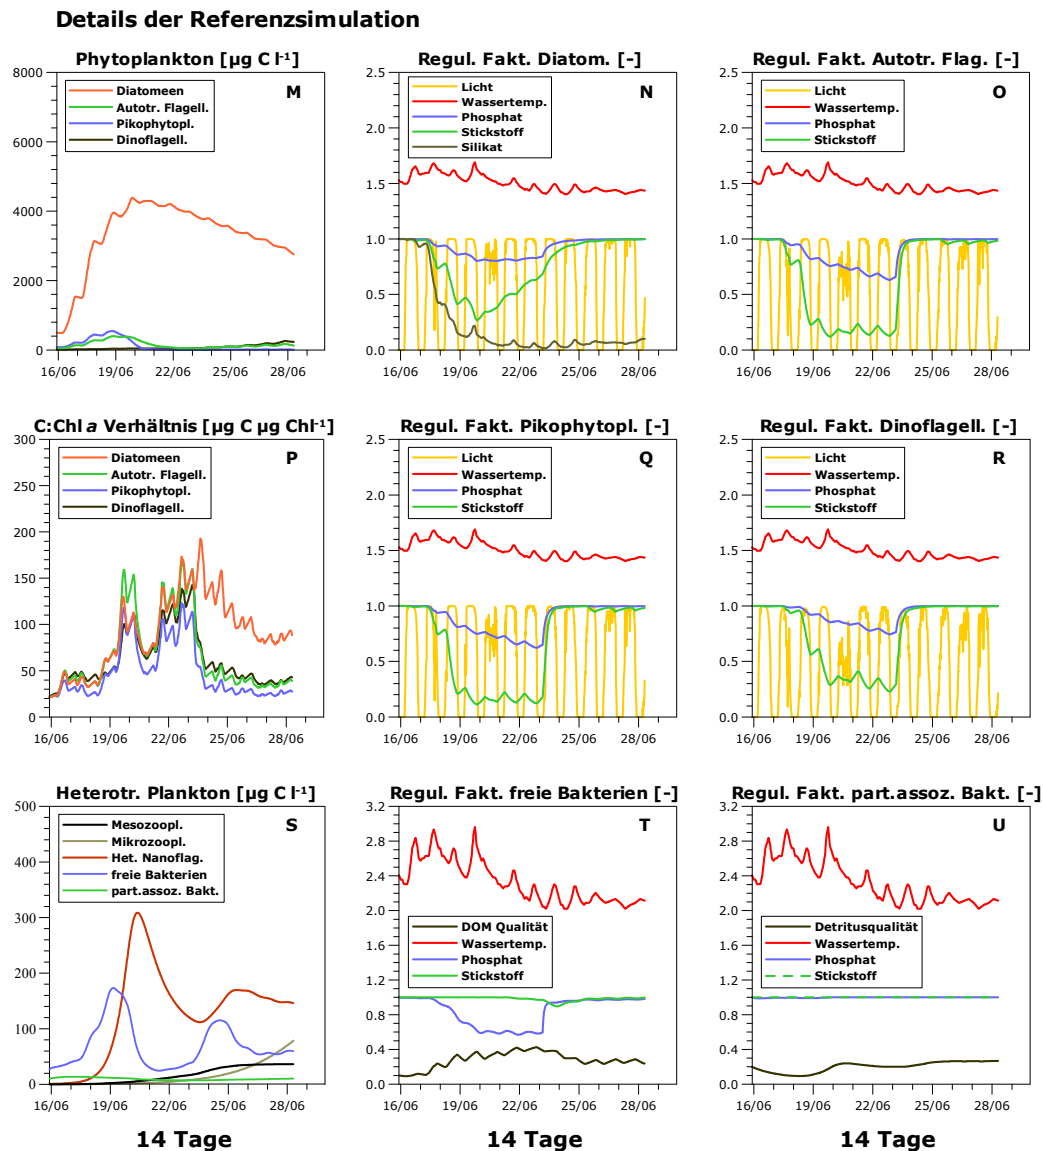 Details der Referenzsimulation
Phytoplankton [µg C l-1]
8000
6000
4000
2000
0
Diatomeen
Autotr. Flagell.
Pikophytopl.
Dinoflagell.
M
16/06 19/06 22/06 25/06 28/06
Regul. Fakt. Diatom. [-]
2.5
2.0
1.5
1.0
0.5
0.0
Licht
Wassertemp.
Phosphat
Stickstoff
Silikat
N
16/06 19/06 22/06 25/06 28/06
Regul. Fakt. Autotr. Flag. [-]
2.5
2.0
1.5
1.0
0.5
0.0
Licht
Wassertemp.
Phosphat
Stickstoff
O
16/06 19/06 22/06 25/06 28/06
C:Chl a Verhältnis [µg C µg Chl-1]
300
250
200
150
100
50
0
Diatomeen
Autotr. Flagell.
Pikophytopl.
Dinoflagell.
P
16/06 19/06 22/06 25/06 28/06
Regul. Fakt. Pikophytopl. [-]
2.5
2.0
1.5
1.0
0.5
0.0
Licht
Wassertemp.
Phosphat
Stickstoff
Q
16/06 19/06 22/06 25/06 28/06
Regul. Fakt. Dinoflagell. [-]
2.5
2.0
1.5
1.0
0.5
0.0
Licht
Wassertemp.
Phosphat
Stickstoff
R
16/06 19/06 22/06 25/06 28/06
Heterotr. Plankton [µg C l-1]
500
400
300
200
100
0
Mesozoopl.
Mikrozoopl.
Het. Nanoflag.
freie Bakterien
part.assoz. Bakt.
S
16/06 19/06 22/06 25/06 28/06
14 Tage
Regul. Fakt. freie Bakterien [-]
3.2
2.8
2.4
2.0
1.6
1.2
0.8
0.4
0.0
T
DOM Qualität
Wassertemp.
Phosphat
Stickstoff
16/06 19/06 22/06 25/06 28/06
14 Tage
Regul. Fakt. part.assoz. Bakt. [-]
3.2
2.8
2.4
2.0
1.6
1.2
0.8
0.4
0.0
U
Detritusqualität
Wassertemp.
Phosphat
Stickstoff
16/06 19/06 22/06 25/06 28/06
14 Tage